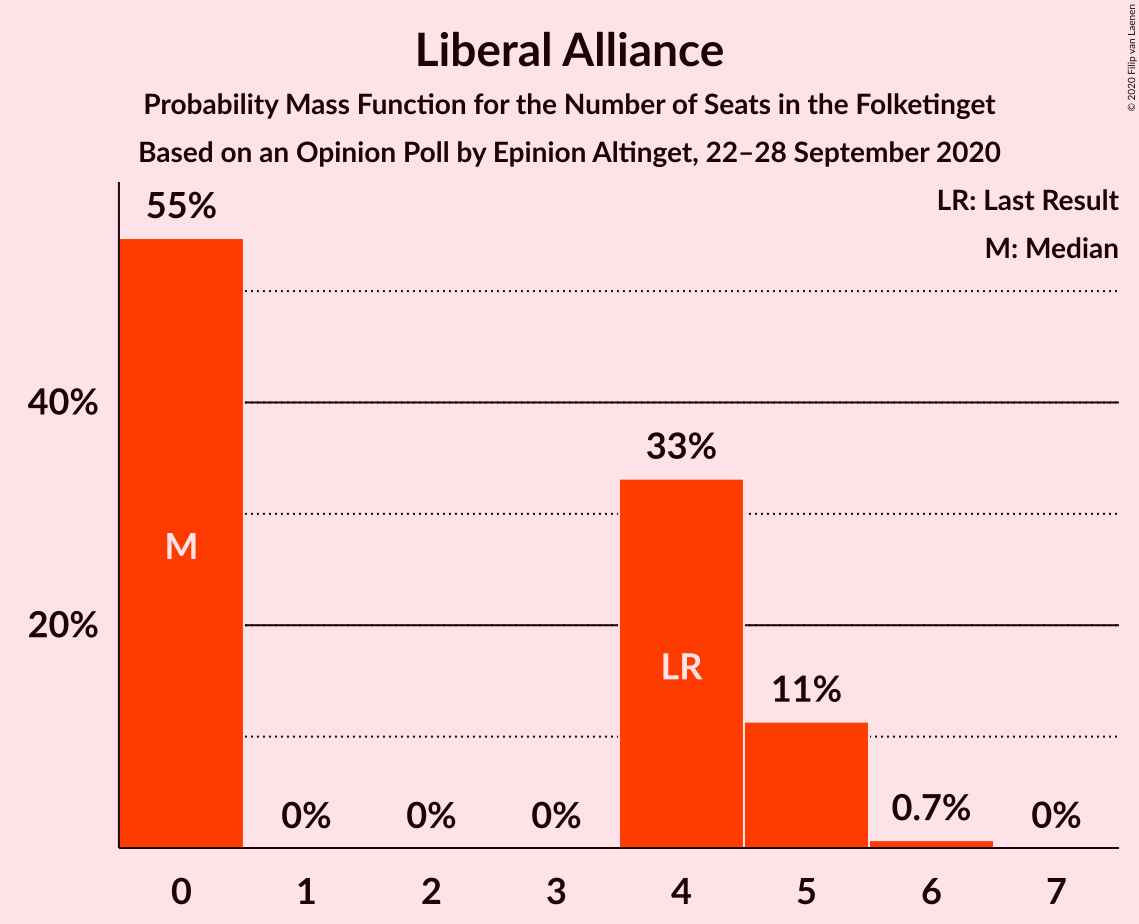 Liberal Alliance
Probability Mass Function for the Number of Seats in the Folketinget
Based on an Opinion Poll by Epinion Altinget, 22–28 September 2020
© 2020 Filip van Laenen
LR: Last Result
M: Median
55%
40%
33%
M
20%
LR
11%
0%
0%
0%
0.7%
0%
0 1 2 3 4 5 6 7